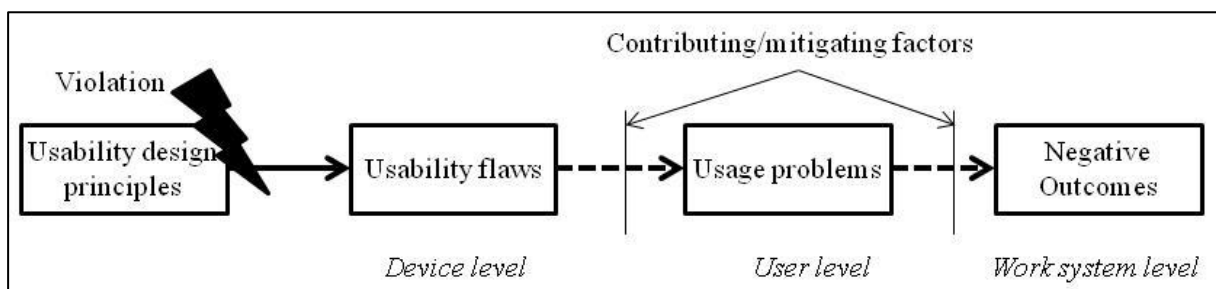 Contributing/mitigating factors
Violation
Usability design
principles
Usability flaws
Usage problems
Negative
Outcomes
Device level
User level
Work system level